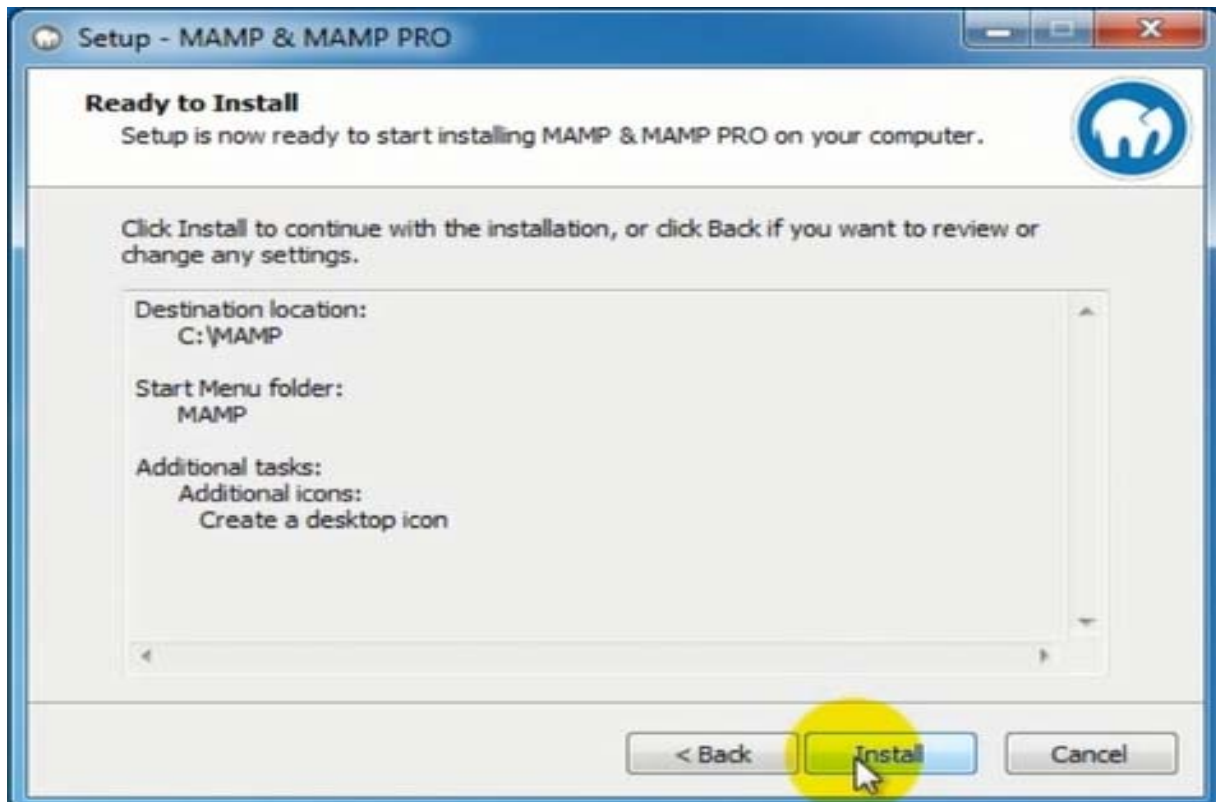 Setup - MAMP & MAMP PRO
Ready to Install
Setup is now ready to start installing MAMP & MAMP PRO on your computer.
Click Install to continue with the installation, or click Back if you want to review or
change any settings.
Destination location:
C:\MAMP
Start Menu folder:
MAMP
Additional tasks:
Additional icons:
Create a desktop icon
< Back
Install
Cancel